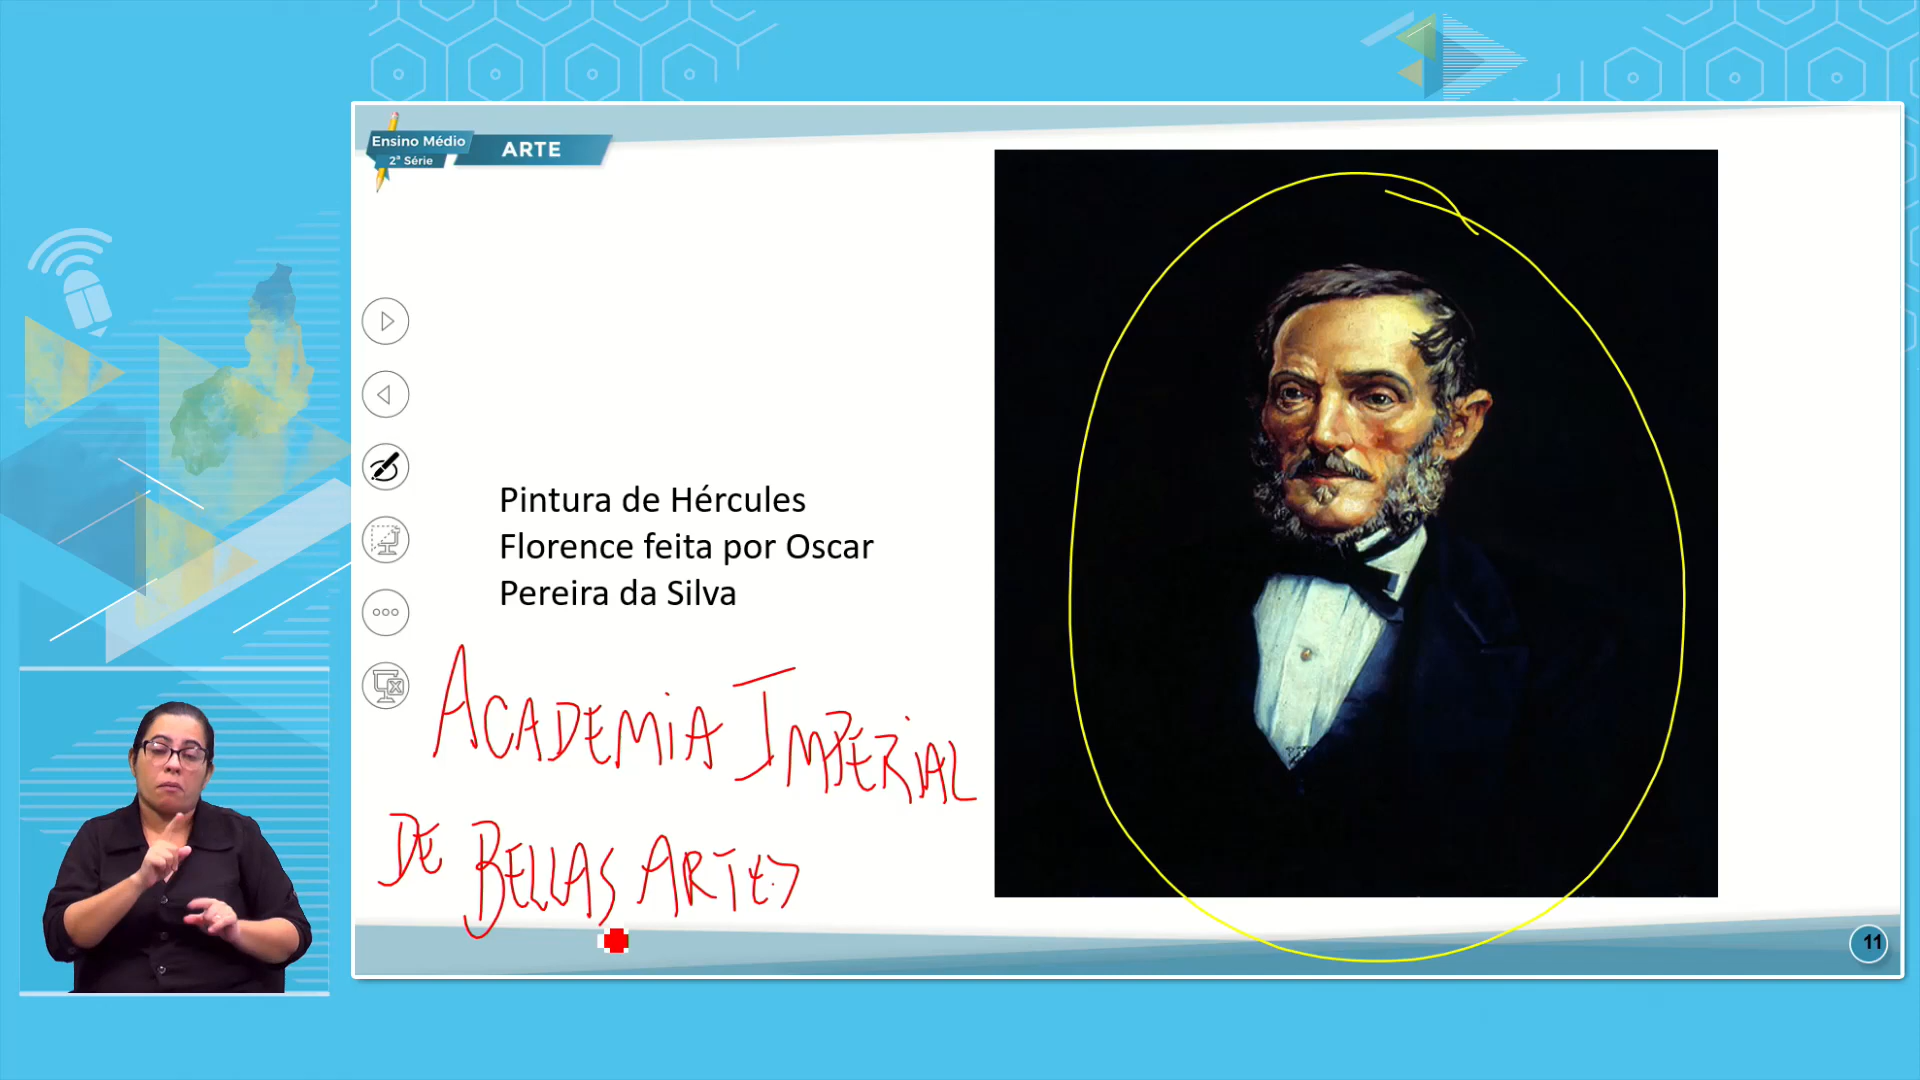 Ensino Médio
2ª Série
ARTE
Pintura de Hércules
Florence feita por Oscar
Pereira da Silva
ACADEMIA IMPERIAL
DE BELLAS ARTES
11